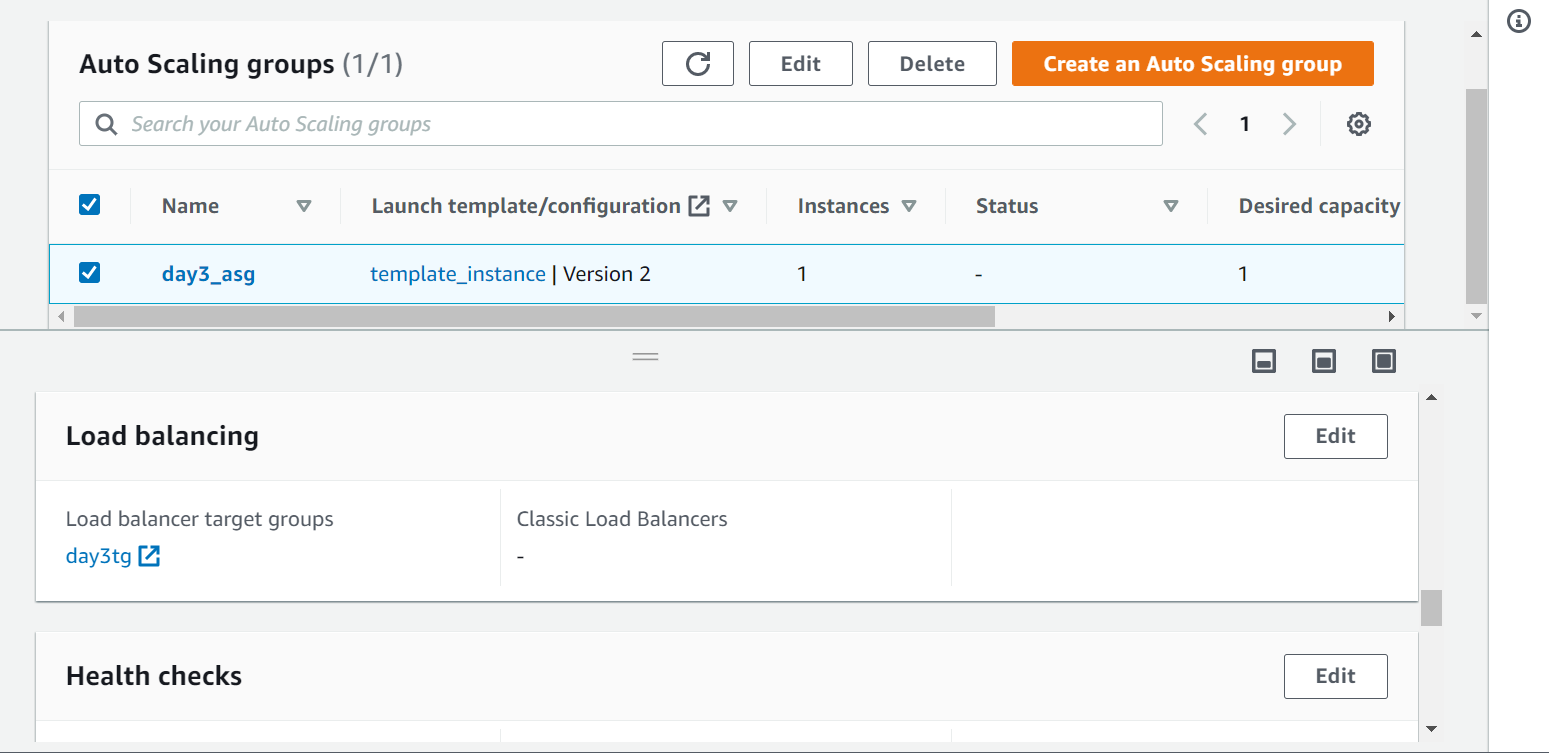 Auto Scaling groups (1/1)
Edit
Delete
Create an Auto Scaling group
Search your Auto Scaling groups
1
Name
Launch template/configuration
Instances
Status
Desired capacity
day3_asg
template_instance | Version 2
1
-
1
Load balancing
Edit
Load balancer target groups
Classic Load Balancers
day3tg
-
Health checks
Edit